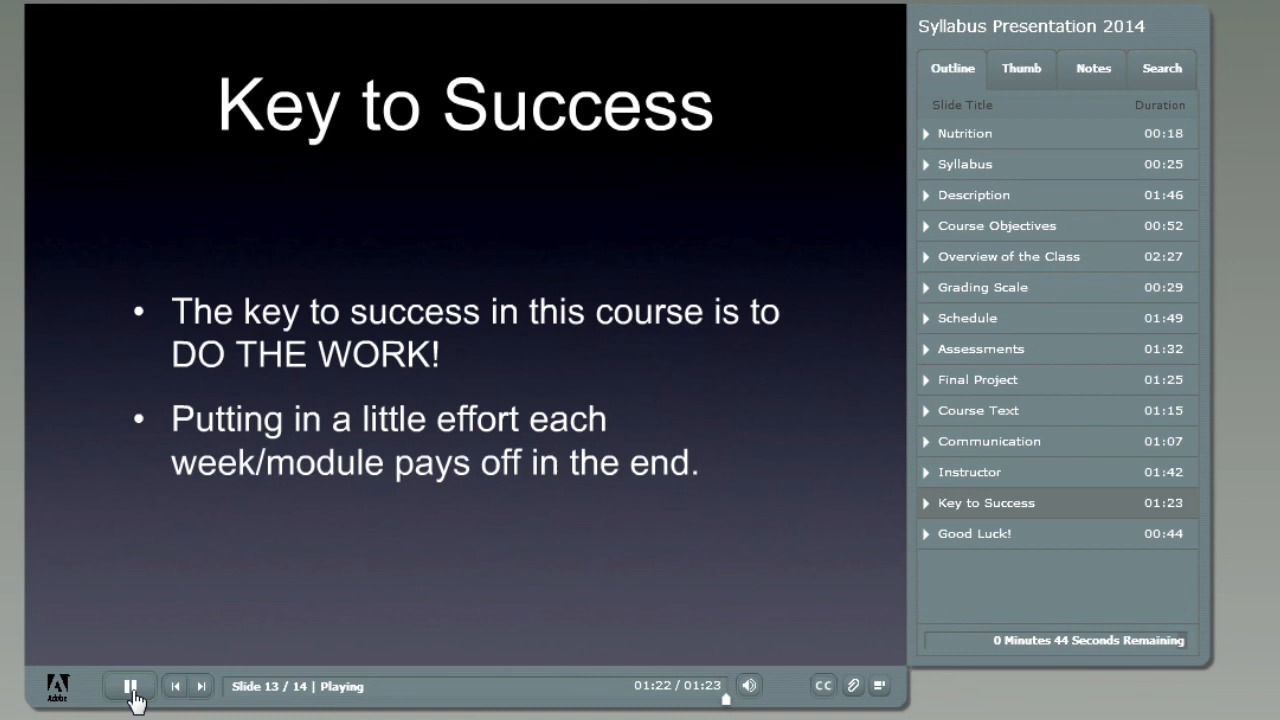 Key to Success
• The key to success in this course is to
DO THE WORK!
• Putting in a little effort each
week/module pays off in the end.
Syllabus Presentation 2014
Outline Thumb Notes Search
Slide Title Duration
Nutrition 00:18
Syllabus 00:25
Description 01:46
Course Objectives 00:52
Overview of the Class 02:27
Grading Scale 00:29
Schedule 01:49
Assessments 01:32
Final Project 01:25
Course Text 01:15
Communication 01:07
Instructor 01:42
Key to Success 01:23
Good Luck! 00:44
0 Minutes 44 Seconds Remaining
Adobe
Slide 13 / 14 | Playing 01:22 / 01:23 CC